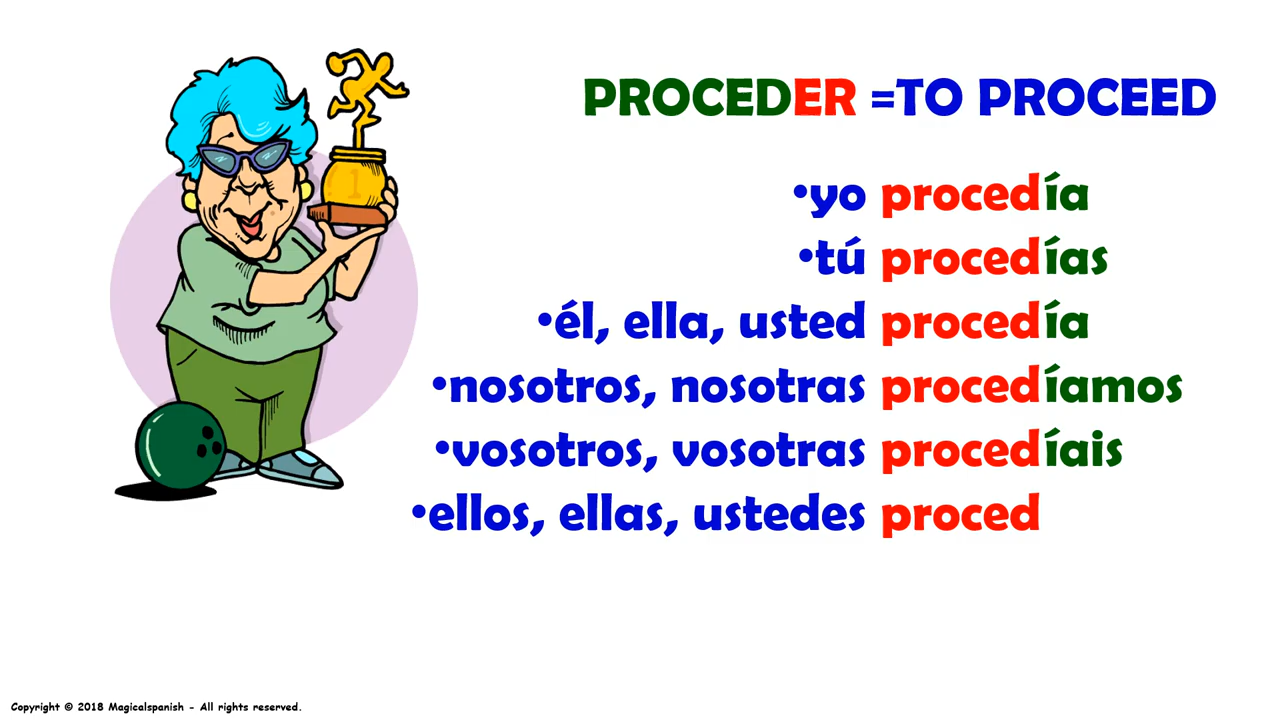 PROCEDER =TO PROCEED
•yo procedía
•tú procedías
•él, ella, usted procedía
•nosotros, nosotras procedíamos
•vosotros, vosotras procedíais
•ellos, ellas, ustedes proced
1
Copyright © 2018 Magicalspanish - All rights reserved.